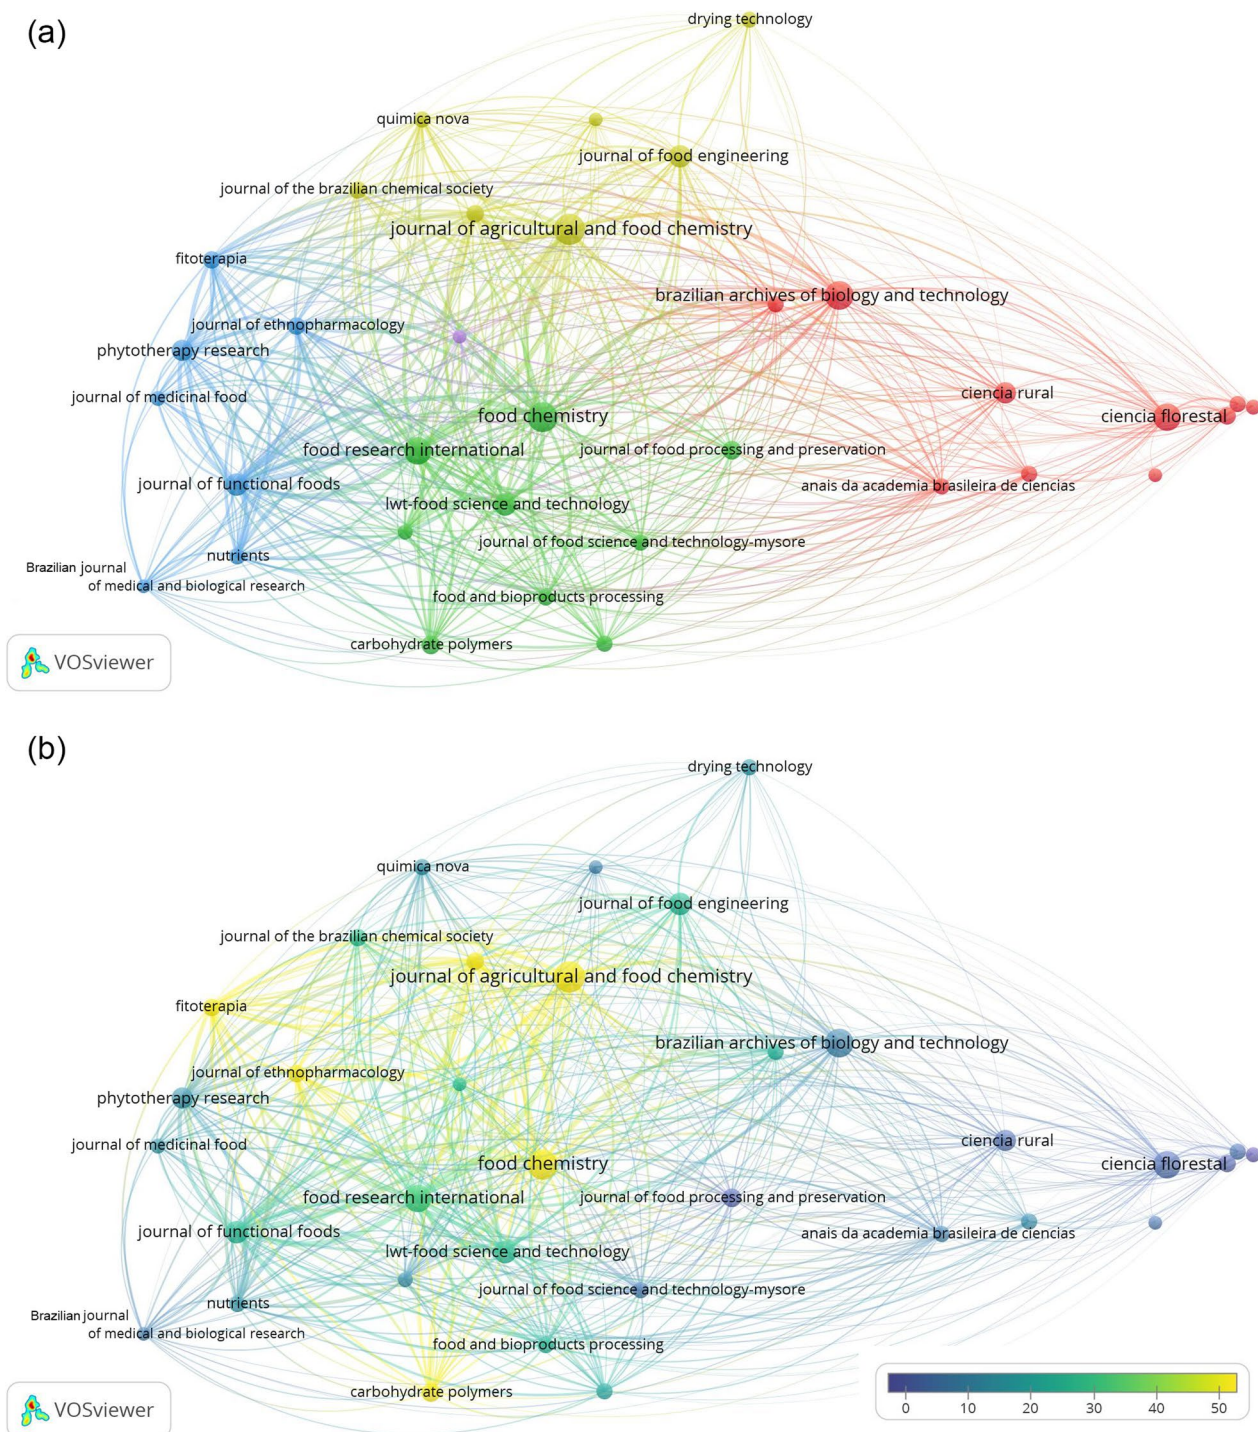 (a)
drying technology
quimica nova
journal of food engineering
journal of the brazilian chemical society
journal of agricultural and food chemistry
fitoterapia
brazilian archives of biology and technology
journal of ethnopharmacology
phytotherapy research
journal of medicinal food
ciencia rural
food chemistry
ciencia florestal
food research international
journal of food processing and preservation
journal of functional foods
anais da academia brasileira de ciencias
lwt-food science and technology
journal of food science and technology-mysore
nutrients
Brazilian journal
of medical and biological research
food and bioproducts processing
carbohydrate polymers
VOSviewer
(b)
drying technology
quimica nova
journal of food engineering
journal of the brazilian chemical society
journal of agricultural and food chemistry
fitoterapia
brazilian archives of biology and technology
journal of ethnopharmacology
phytotherapy research
journal of medicinal food
ciencia rural
food chemistry
ciencia florestal
food research international
journal of food processing and preservation
journal of functional foods
anais da academia brasileira de ciencias
lwt-food science and technology
journal of food science and technology-mysore
nutrients
Brazilian journal
of medical and biological research
food and bioproducts processing
carbohydrate polymers
VOSviewer
0 10 20 30 40 50